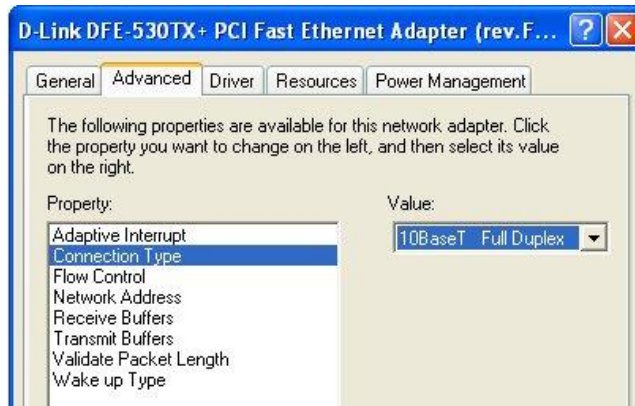 D-Link DFE-530TX+ PCI Fast Ethernet Adapter (rev.F...
General Advanced Driver Resources Power Management
The following properties are available for this network adapter. Click
the property you want to change on the left, and then select its value
on the right.
Property:
Value:
Adaptive Interrupt
Connection Type
Flow Control
Network Address
Receive Buffers
Transmit Buffers
Validate Packet Length
Wake up Type
10BaseT Full Duplex